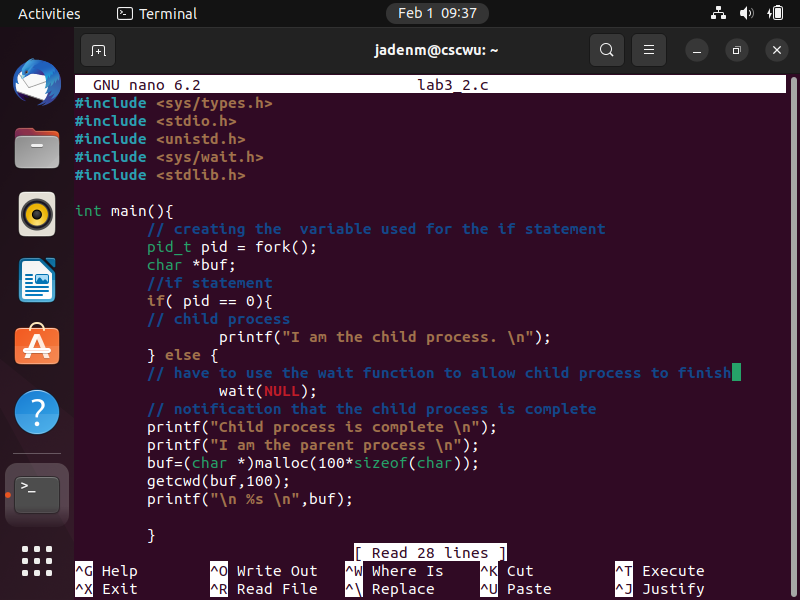 Activities Terminal Feb 1 09:37
jadenm@cscwu: ~
GNU nano 6.2 lab3_2.c
#include <sys/types.h>
#include <stdio.h>
#include <unistd.h>
#include <sys/wait.h>
#include <stdlib.h>
int main(){
// creating the  variable used for the if statement
pid_t pid = fork();
char *buf;
//if statement
if( pid == 0){
// child process
printf("I am the child process. \n");
} else {
// have to use the wait function to allow child process to finish
wait(NULL);
// notification that the child process is complete
printf("Child process is complete \n");
printf("I am the parent process \n");
buf=(char *)malloc(100*sizeof(char));
getcwd(buf,100);
printf("\n %s \n",buf);
}
[ Read 28 lines ]
^G Help ^O Write Out ^W Where Is ^K Cut ^T Execute
^X Exit ^R Read File ^\ Replace ^U Paste ^J Justify